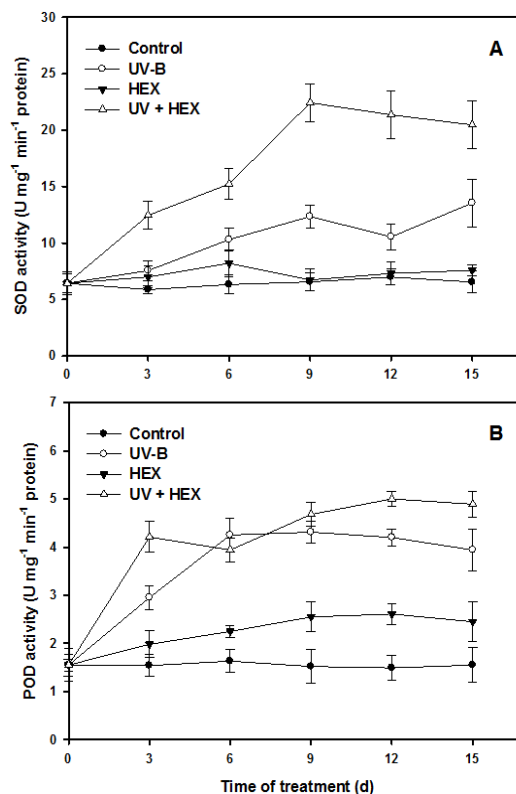 A
Control
UV-B
HEX
UV + HEX
SOD activity (U mg-1 min-1 protein)
30
25
20
15
10
5
0
0 3 6 9 12 15
B
Control
UV-B
HEX
UV + HEX
POD activity (U mg-1 min-1 protein)
7
6
5
4
3
2
1
0
0 3 6 9 12 15
Time of treatment (d)